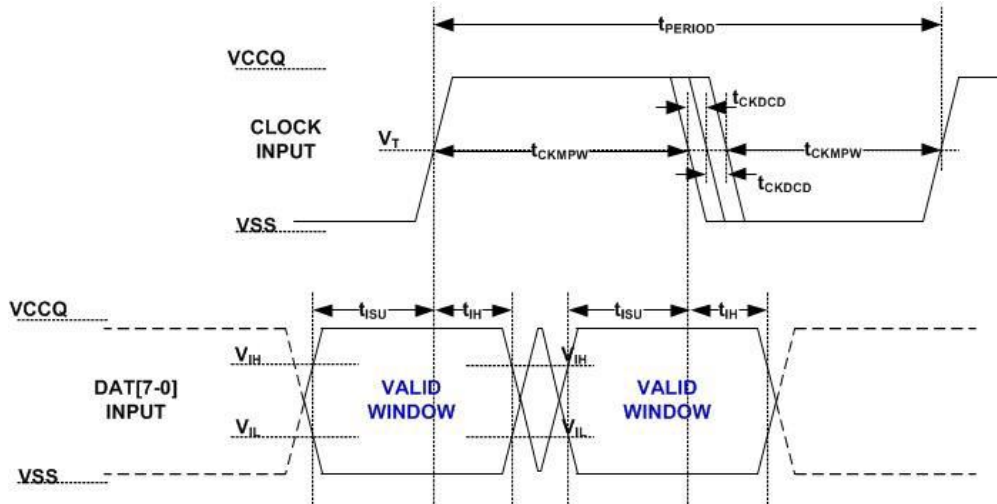 tPERIOD
VCCQ
tCKDCD
CLOCK
INPUT
VT
tCKMPW
tCKMPW
tCKDCD
VSS
VCCQ
tISU
tIH
tISU
tIH
VIH
VIH
DAT[7-0]
INPUT
VALID
WINDOW
VALID
WINDOW
VIL
VIL
VSS